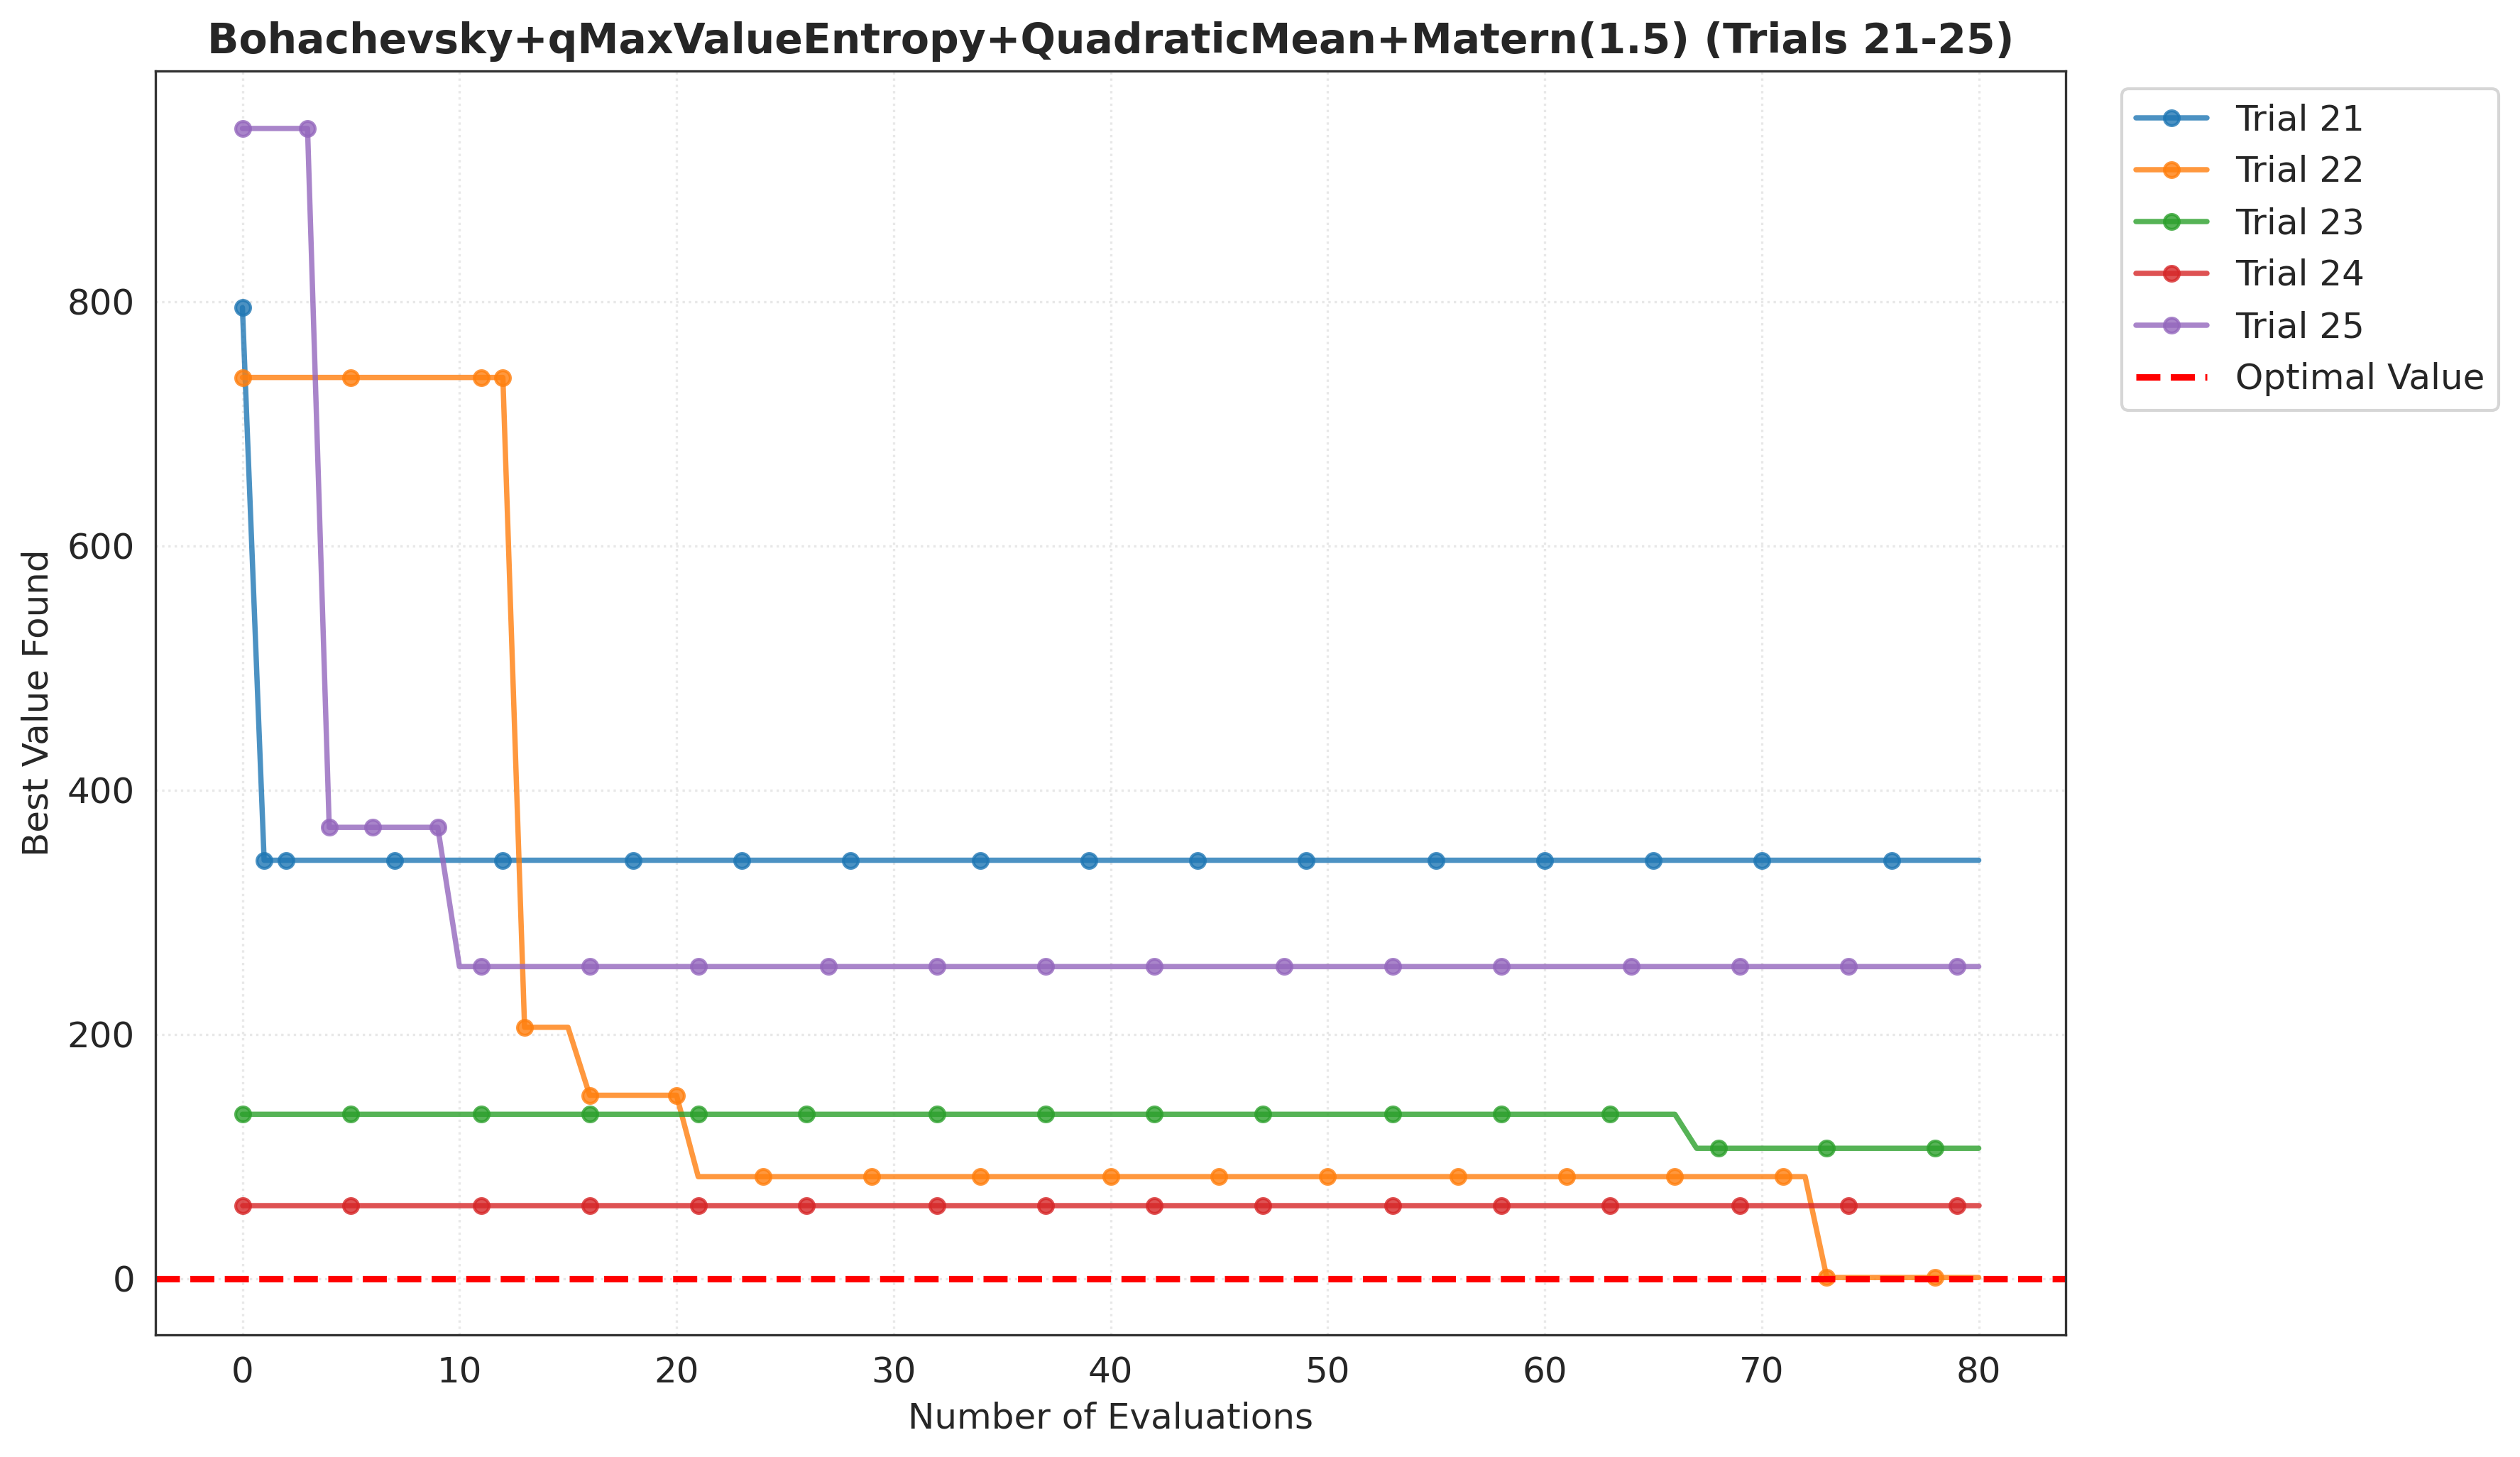 Bohachevsky+qMaxValueEntropy+QuadraticMean+Matern(1.5) (Trials 21-25)
Trial 21
Trial 22
Trial 23
Trial 24
Trial 25
Optimal Value
Best Value Found
800
600
400
200
0
0 10 20 30 40 50 60 70 80
Number of Evaluations